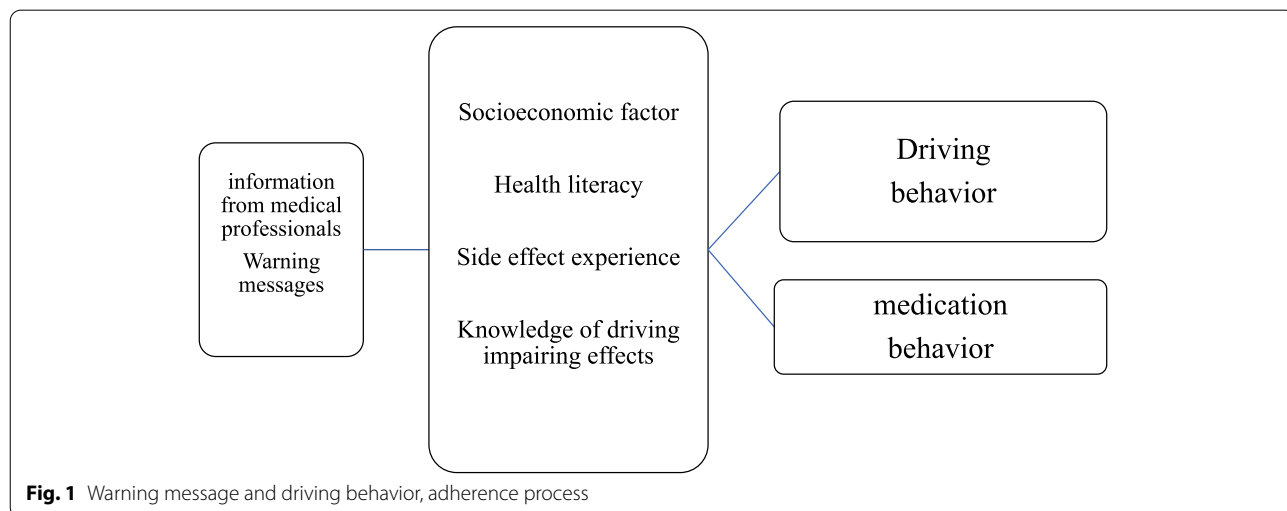 information
from medical
professionals
Warning
messages
Socioeconomic factor
Health literacy
Side effect experience
Knowledge of driving
impairing effects
Driving
behavior
medication
behavior
Fig. 1 Warning message and driving behavior, adherence process